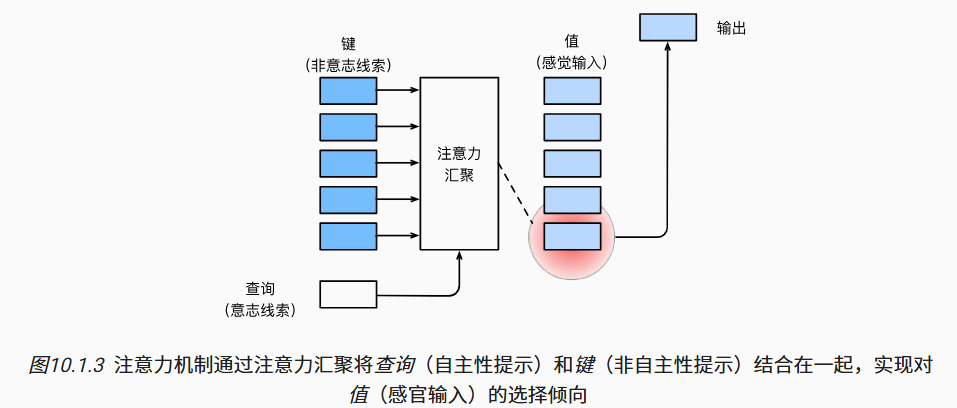 键
（非意志线索）
值
（感觉输入）
输出
注意力
汇聚
查询
（意志线索）
图10.1.3 注意力机制通过注意力汇聚将查询（自主性提示）和键（非自主性提示）结合在一起，实现对
值（感官输入）的选择倾向